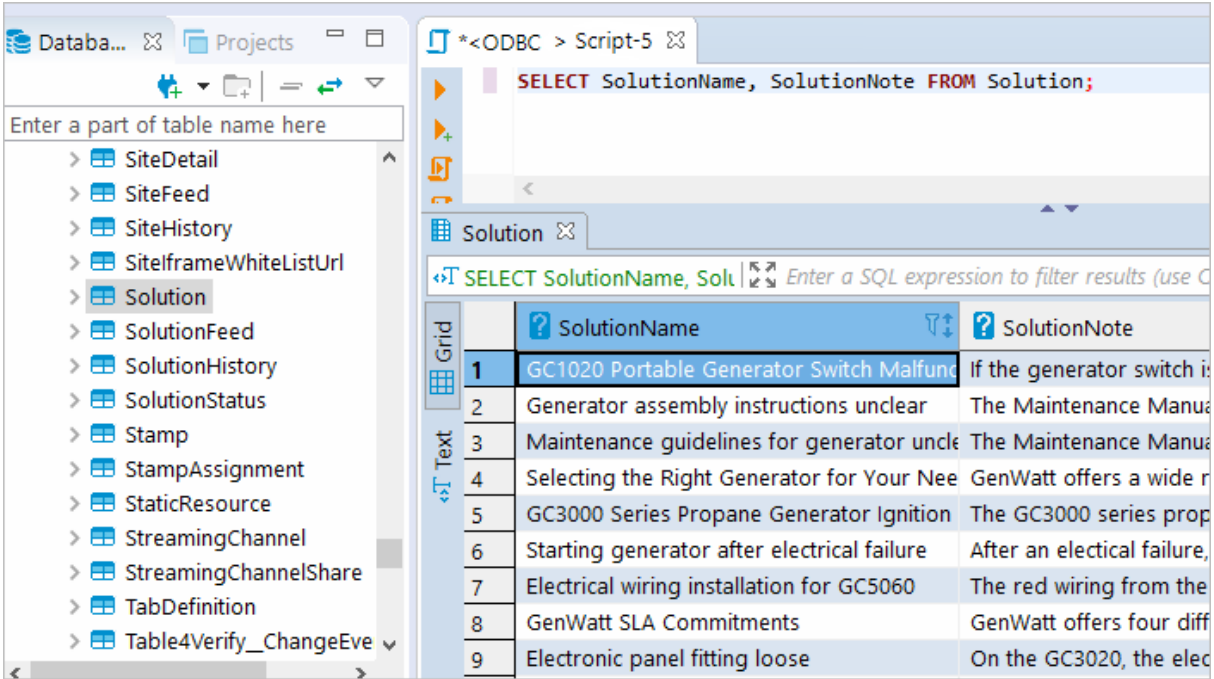 Databa... Projects
Enter a part of table name here
SiteDetail
SiteFeed
SiteHistory
SiteIframeWhiteListUrl
Solution
SolutionFeed
SolutionHistory
SolutionStatus
Stamp
StampAssignment
StaticResource
StreamingChannel
StreamingChannelShare
TabDefinition
Table4Verify__ChangeEve
*<ODBC > Script-5
SELECT SolutionName, SolutionNote FROM Solution;
Solution
SELECT SolutionName, Solu Enter a SQL expression to filter results (use C
Grid
Text
SolutionName SolutionNote
1 GC1020 Portable Generator Switch Malfunc If the generator switch is
2 Generator assembly instructions unclear The Maintenance Manua
3 Maintenance guidelines for generator uncle The Maintenance Manua
4 Selecting the Right Generator for Your Nee GenWatt offers a wide r
5 GC3000 Series Propane Generator Ignition The GC3000 series prop
6 Starting generator after electrical failure After an electical failure,
7 Electrical wiring installation for GC5060 The red wiring from the
8 GenWatt SLA Commitments GenWatt offers four diff
9 Electronic panel fitting loose On the GC3020, the elec